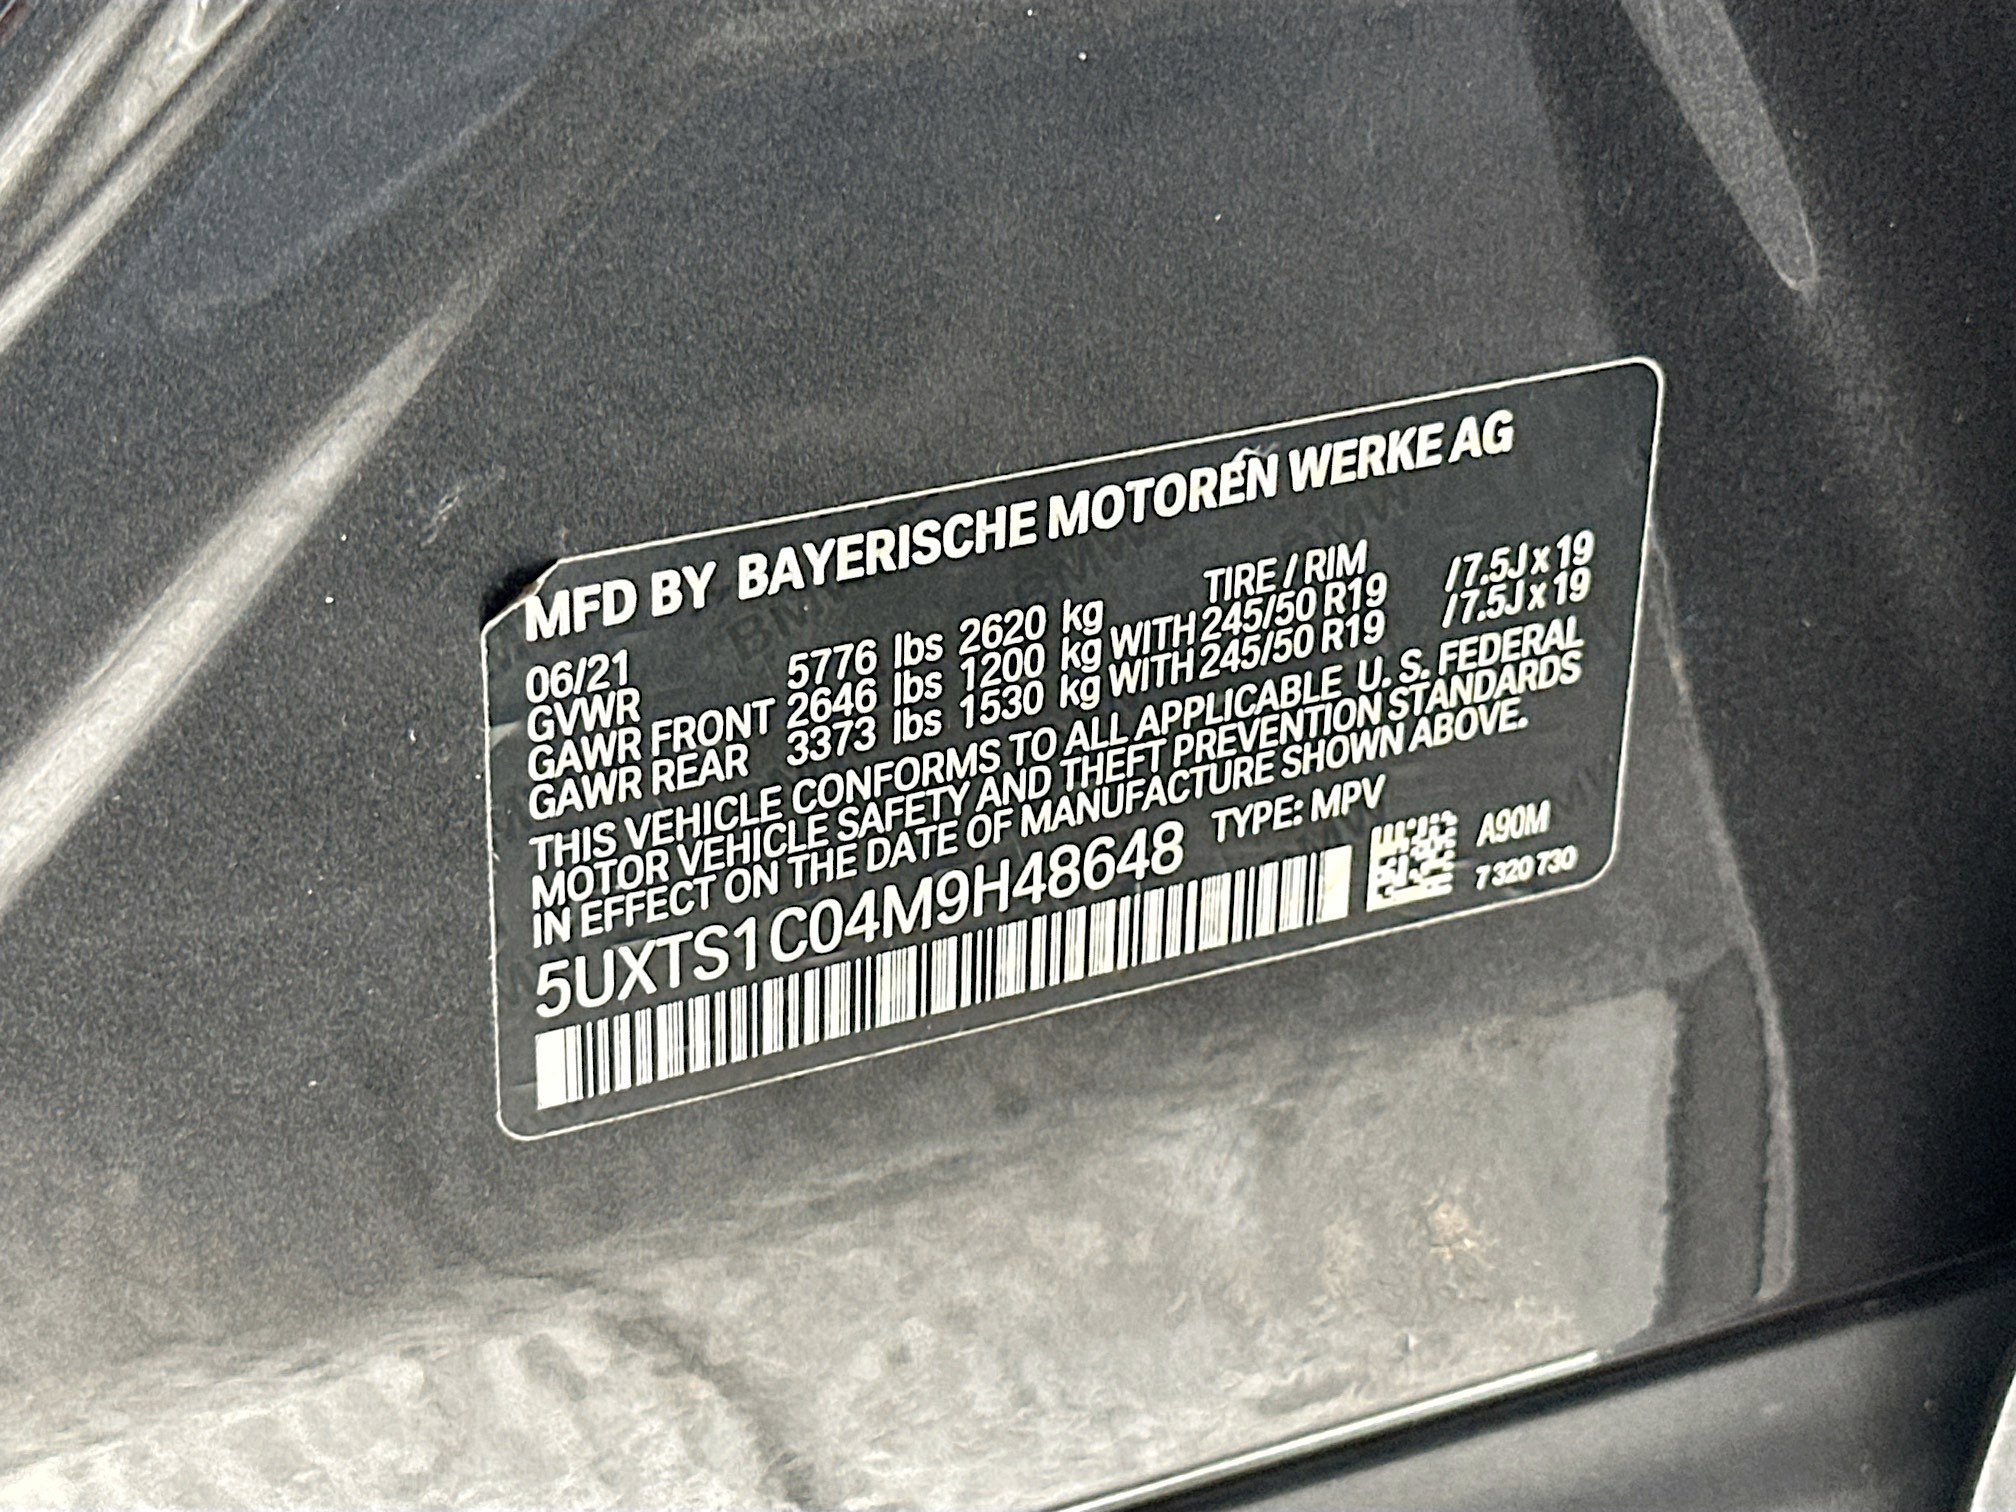 MFD BY BAYERISCHE MOTOREN WERKE AG
06/21 TIRE / RIM
GVWR 5776 lbs 2620 kg
GAWR FRONT 2646 lbs 1200 kg WITH 245/50 R19 /7.5J x 19
GAWR REAR 3373 lbs 1530 kg WITH 245/50 R19 /7.5J x 19
THIS VEHICLE CONFORMS TO ALL APPLICABLE U. S. FEDERAL
MOTOR VEHICLE SAFETY AND THEFT PREVENTION STANDARDS
IN EFFECT ON THE DATE OF MANUFACTURE SHOWN ABOVE.
5UXTS1C04M9H48648 TYPE: MPV
A90M
7 320 730